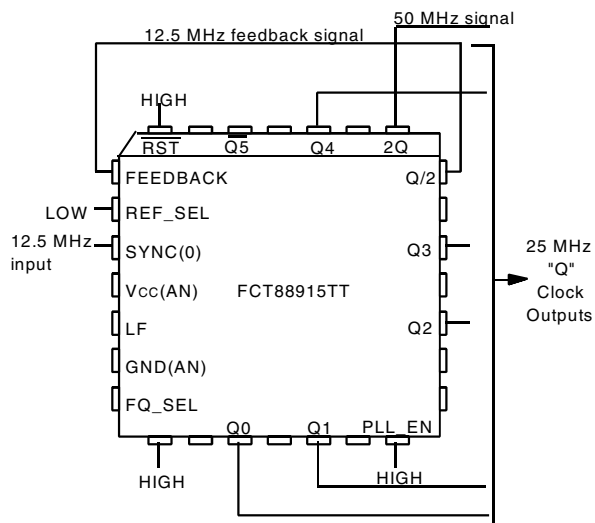 50 MHz signal
12.5 MHz feedback signal
HIGH
RST Q5 Q4 2Q
FEEDBACK Q/2
LOW REF_SEL
12.5 MHz input SYNC(0) Q3
25 MHz "Q" Clock Outputs
VCC(AN) FCT88915TT
LF Q2
GND(AN)
FQ_SEL
Q0 Q1 PLL_EN
HIGH HIGH